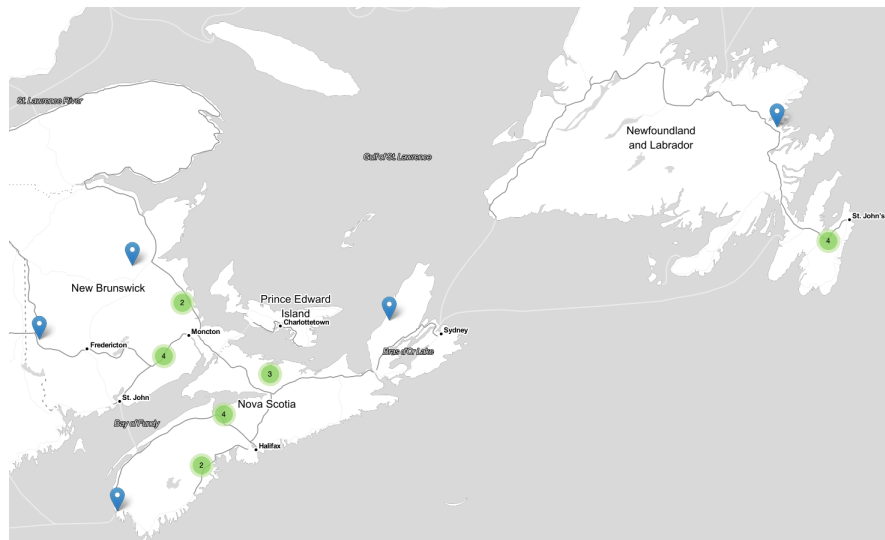 St. Lawrence River
Newfoundland
and Labrador
Gulf of St. Lawrence
St. John's
4
New Brunswick
2
Prince Edward
Island
Charlottetown
Moncton
Sydney
Fredericton
4
Bras d'Or Lake
3
St. John
Nova Scotia
4
Bay of Fundy
Halifax
2